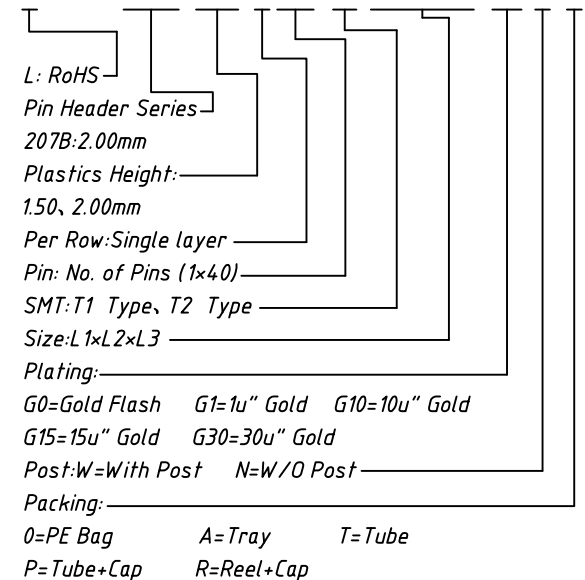 L: RoHS
Pin Header Series
207B:2.00mm
Plastics Height:
1.50、2.00mm
Per Row:Single layer
Pin: No. of Pins (1×40)
SMT:T1 Type、T2 Type
Size:L1×L2×L3
Plating:
G0=Gold Flash G1=1u" Gold G10=10u" Gold
G15=15u" Gold G30=30u" Gold
Post:W=With Post N=W/O Post
Packing:
0=PE Bag A=Tray T=Tube
P=Tube+Cap R=Reel+Cap